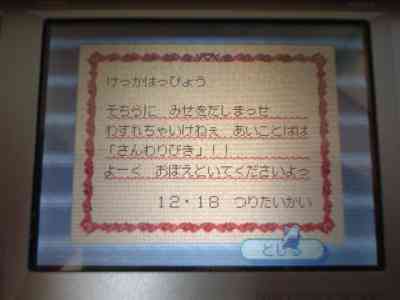 けっかはっぴょう
そちらに みせをだしまっせ
わすれちゃいけねぇ あいことばは
「さんわりびき」!!
よーく おぼえといてくださいよっ
12・18 つりたいかい
とじる